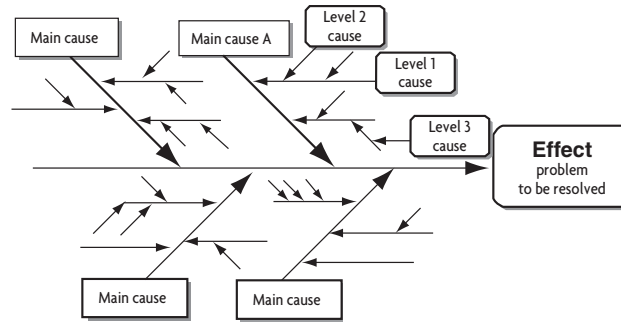 Main cause
Main cause A
Level 2
cause
Level 1
cause
Level 3
cause
Effect
problem
to be resolved
Main cause
Main cause